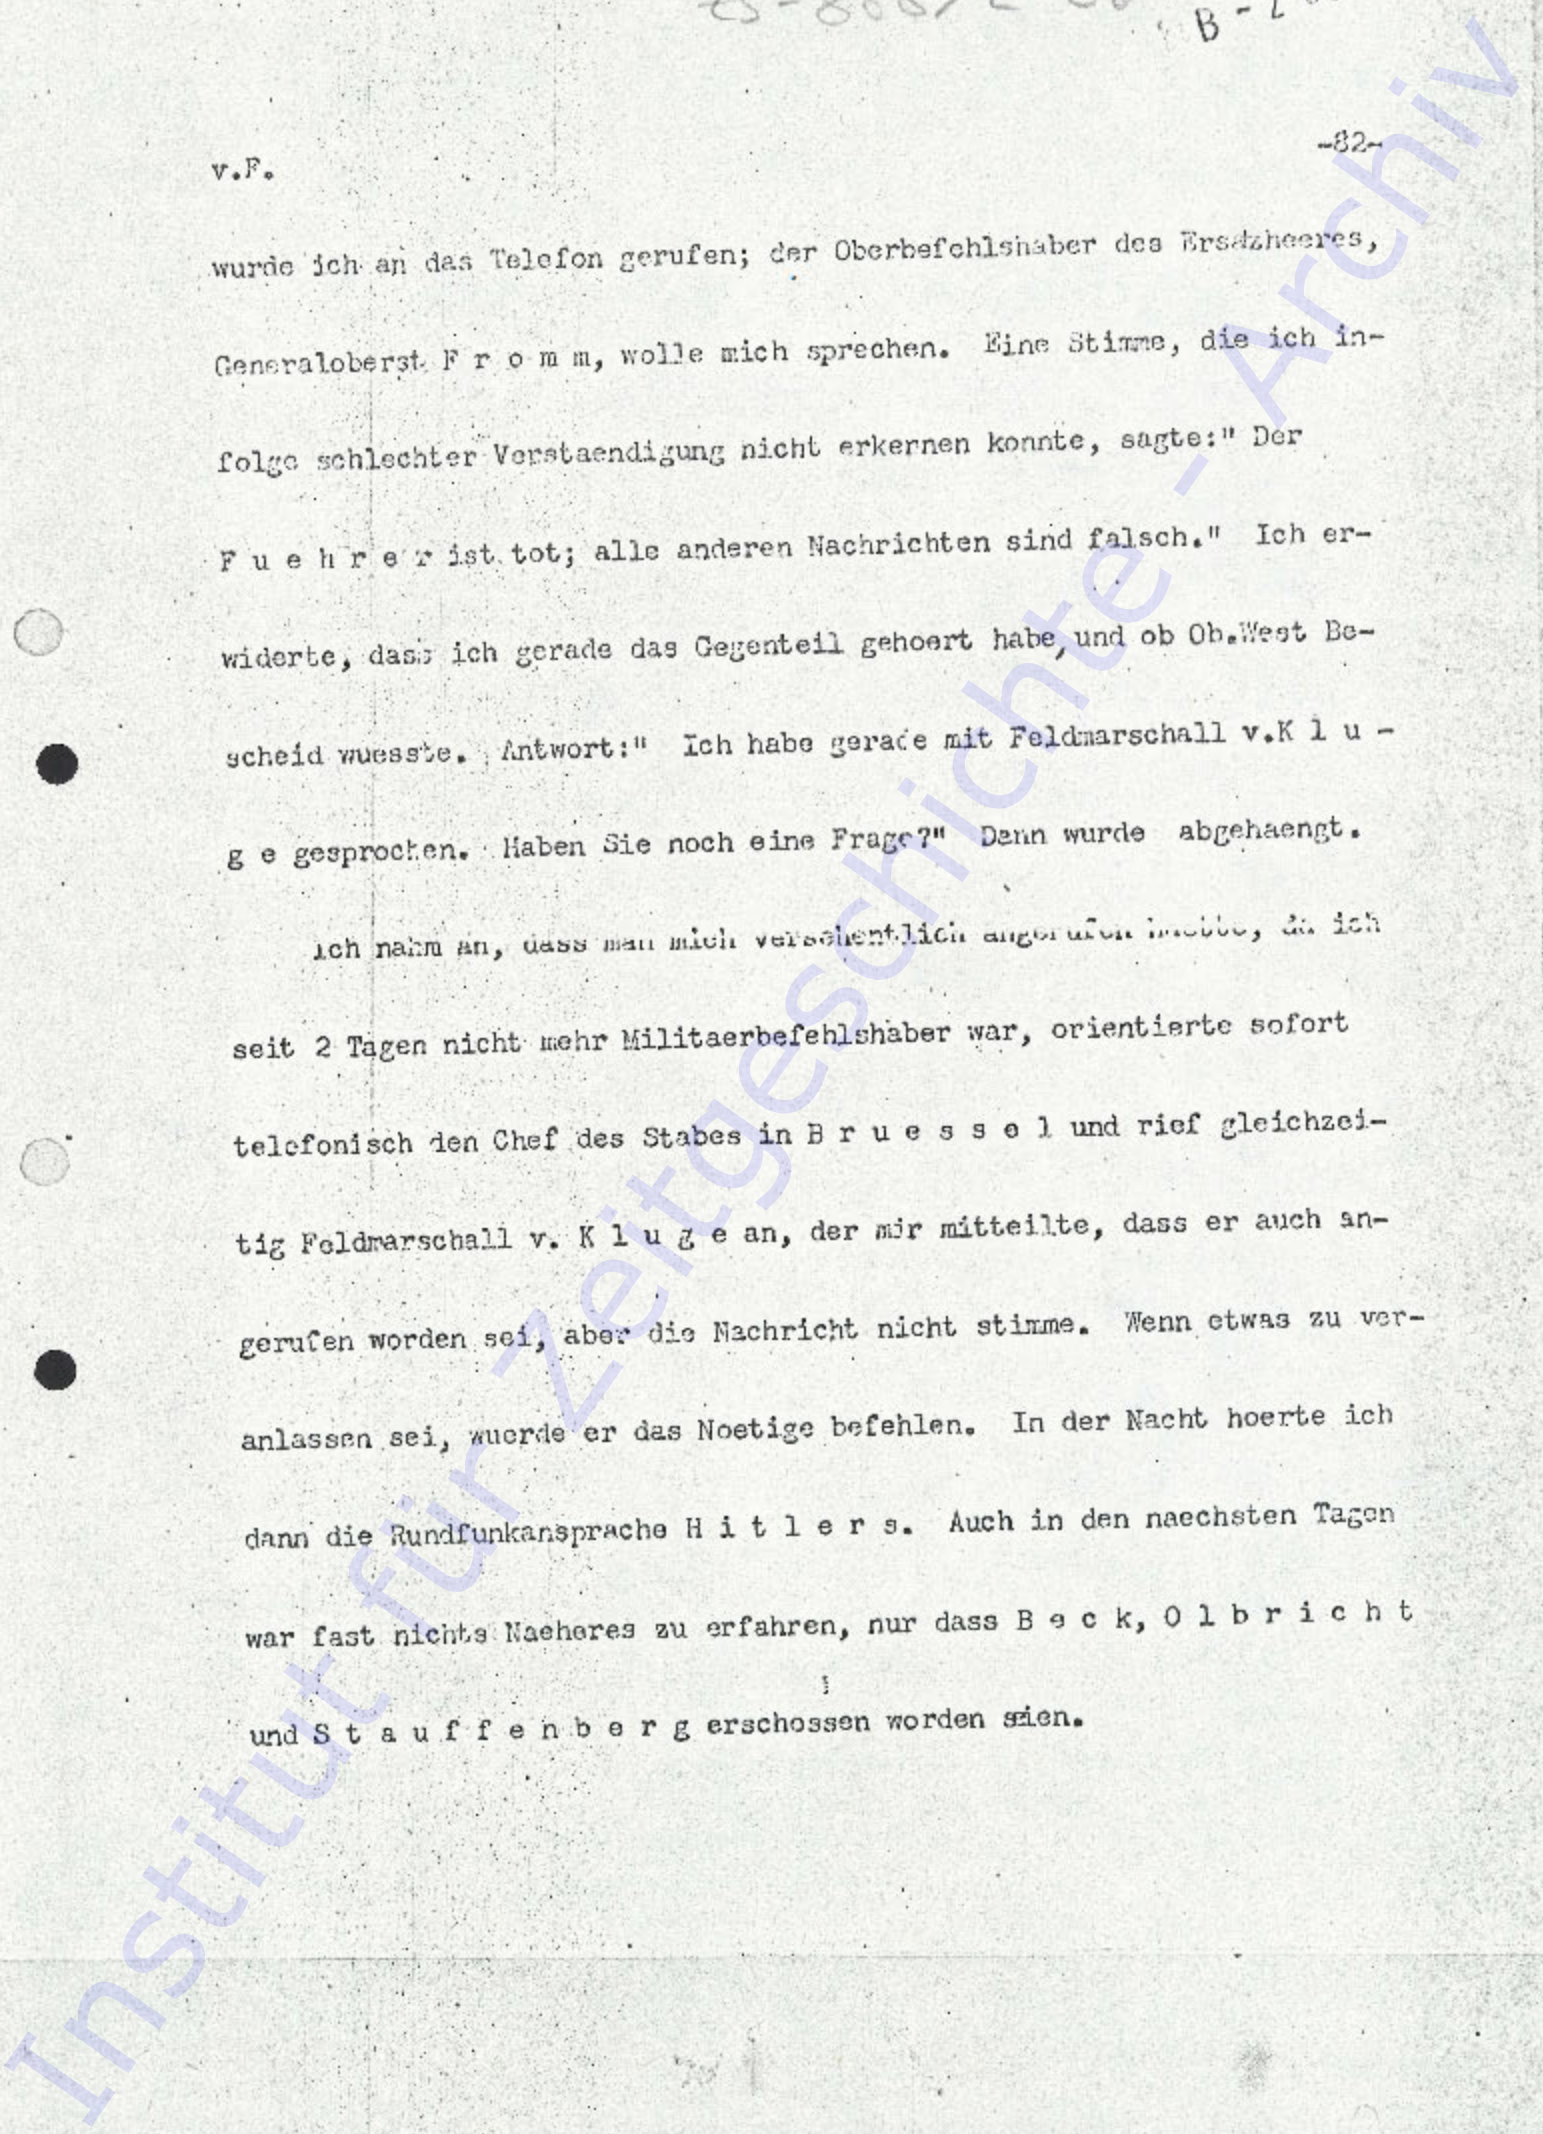 B -
-82-
v.F.
wurde ich an das Telefon gerufen; der Oberbefehlshaber des Ersatzheeres,
Generaloberst F r o m m, wolle mich sprechen. Eine Stimme, die ich in-
folge schlechter Verstaendigung nicht erkernen konnte, sagte:" Der
F u e h r e r ist tot; alle anderen Nachrichten sind falsch." Ich er-
widerte, dass ich gerade das Gegenteil gehoert habe, und ob Ob.West Be-
scheid wuesste. Antwort:" Ich habe gerade mit Feldmarschall v.K l u -
g e gesprochen. Haben Sie noch eine Frage?" Dann wurde abgehaengt.
Ich nahm an, dass man mich versehentlich angerufen haette, da ich
seit 2 Tagen nicht mehr Militaerbefehlshaber war, orientierte sofort
telefonisch den Chef des Stabes in B r u e s s e l und rief gleichzei-
tig Feldmarschall v. K l u g e an, der mir mitteilte, dass er auch an-
gerufen worden sei, aber die Nachricht nicht stimme. Wenn etwas zu ver-
anlassen sei, wuerde er das Noetige befehlen. In der Nacht hoerte ich
dann die Rundfunkansprache H i t l e r s. Auch in den naechsten Tagen
war fast nichts Naeheres zu erfahren, nur dass B e c k, O l b r i c h t
und S t a u f f e n b e r g erschossen worden seien.
Institut für Zeitgeschichte - Archiv